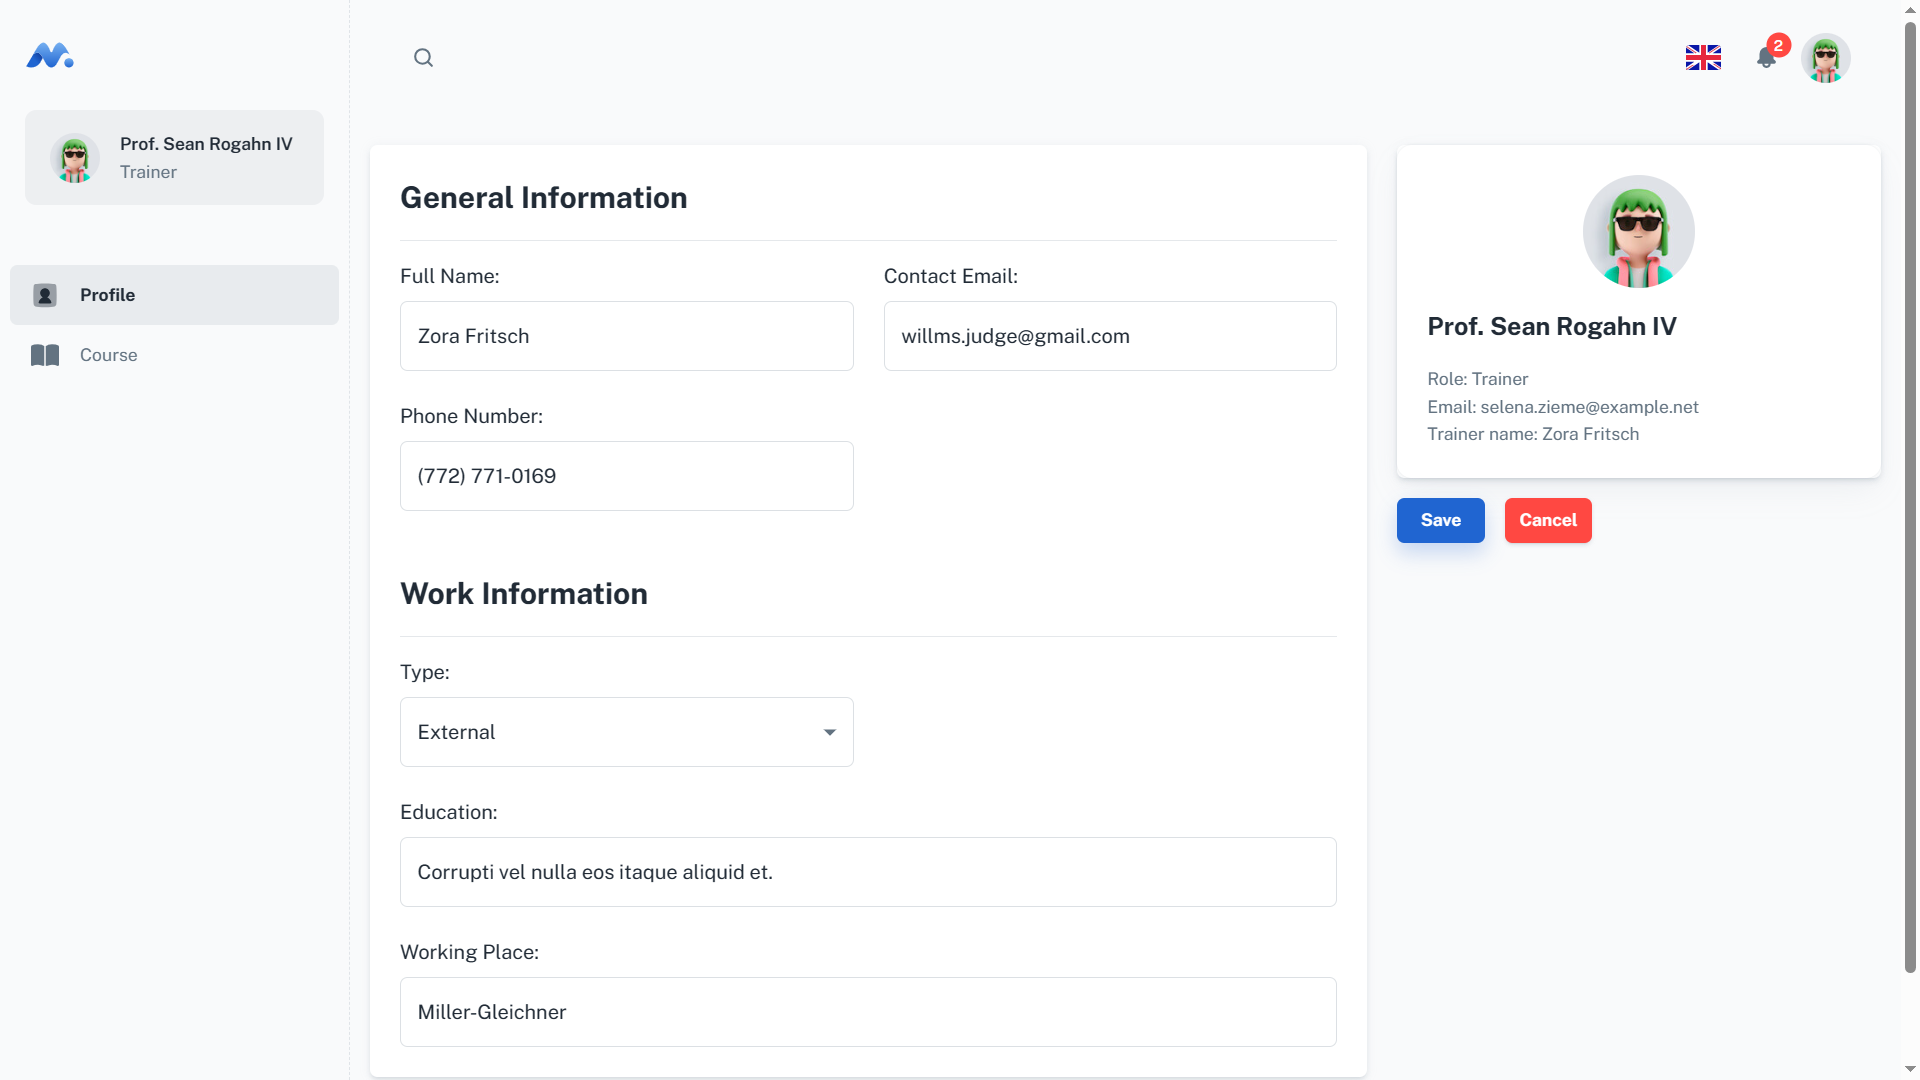 2
Prof. Sean Rogahn IV
Trainer
Profile
Course
General Information
Full Name:
Contact Email:
Zora Fritsch
willms.judge@gmail.com
Phone Number:
(772) 771-0169
Work Information
Type:
External
Education:
Corrupti vel nulla eos itaque aliquid et.
Working Place:
Miller-Gleichner
Prof. Sean Rogahn IV
Role: Trainer
Email: selena.zieme@example.net
Trainer name: Zora Fritsch
Save
Cancel